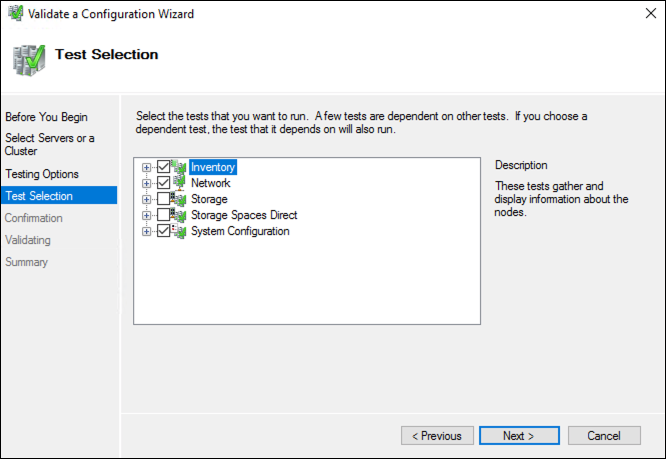 Validate a Configuration Wizard
Test Selection
Before You Begin
Select Servers or a
Cluster
Testing Options
Test Selection
Confirmation
Validating
Summary
Select the tests that you want to run. A few tests are dependent on other tests. If you choose a
dependent test, the test that it depends on will also run.
Inventory
Network
Storage
Storage Spaces Direct
System Configuration
Description
These tests gather and
display information about the
nodes.
< Previous
Next >
Cancel